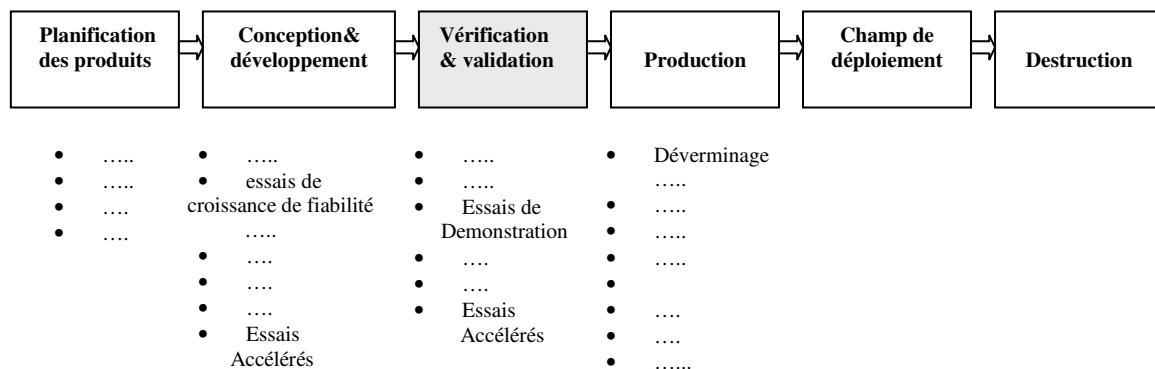 Planification
des produits
Conception&
développement
Vérification
& validation
Production
Champ de
déploiement
Destruction
• …..
• …..
• ….
• ….
• …..
• essais de
croissance de fiabilité
…..
• ….
• ….
• ….
• Essais
Accélérés
• …..
• …..
• Essais de
Demonstration
• ….
• ….
• Essais
Accélérés
• Déverminage
…..
• …..
• …..
• …..
•
• ….
• ….
• …...